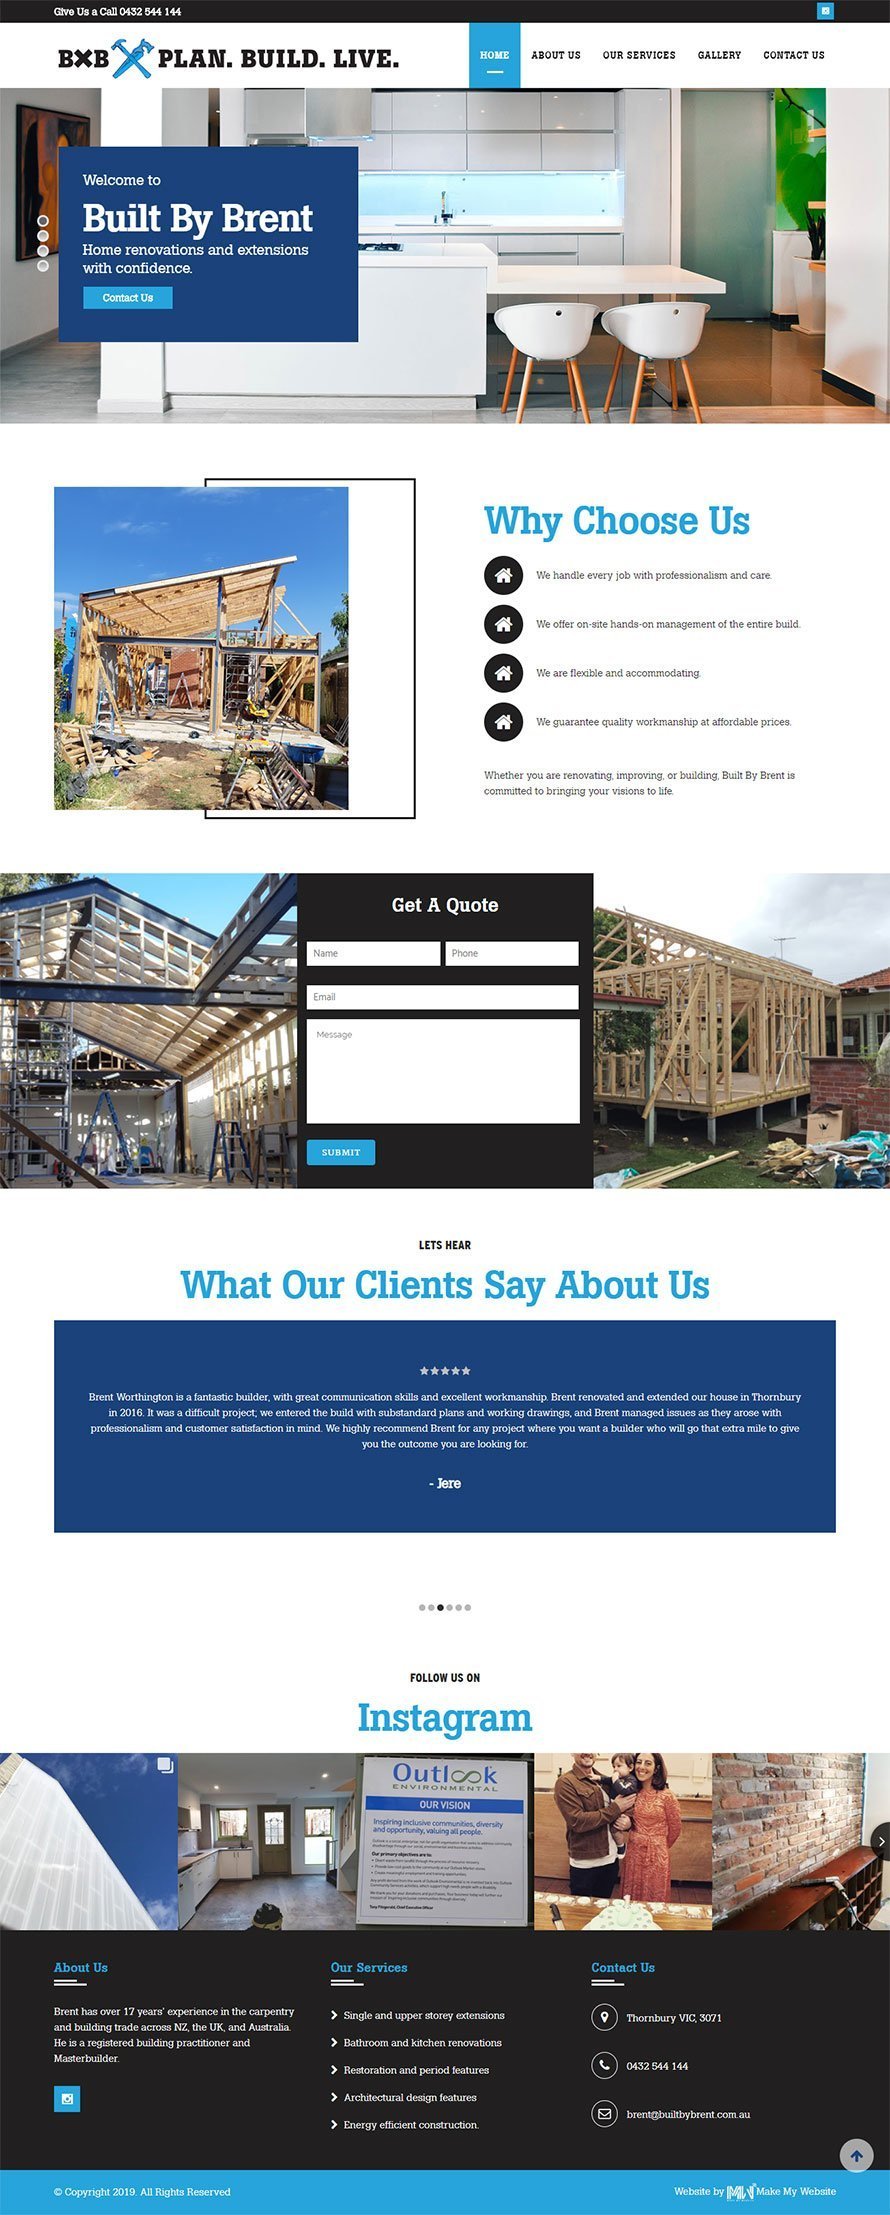 Give Us a Call 0432 544 144
BXB PLAN. BUILD. LIVE.
HOME ABOUT US OUR SERVICES GALLERY CONTACT US
Welcome to
Built By Brent
Home renovations and extensions
with confidence.
Contact Us
Why Choose Us
We handle every job with professionalism and care.
We offer on-site hands-on management of the entire build.
We are flexible and accommodating.
We guarantee quality workmanship at affordable prices.
Whether you are renovating, improving, or building, Built By Brent is
committed to bringing your visions to life.
Get A Quote
Name Phone
Email
Message
SUBMIT
LETS HEAR
What Our Clients Say About Us
Brent Worthington is a fantastic builder, with great communication skills and excellent workmanship. Brent renovated and extended our house in Thornbury
in 2016. It was a difficult project; we entered the build with substandard plans and working drawings, and Brent managed issues as they arose with
professionalism and customer satisfaction in mind. We highly recommend Brent for any project where you want a builder who will go that extra mile to give
you the outcome you are looking for.
- Jere
FOLLOW US ON
Instagram
Outlook
ENVIRONMENTAL
OUR VISION
Inspiring inclusive communities, diversity
and opportunity, valuing all people.
Our primary objectives are to:
Tony Fitzgerald, Chief Executive Officer
About Us
Brent has over 17 years' experience in the carpentry
and building trade across NZ, the UK, and Australia.
He is a registered building practitioner and
Masterbuilder.
Our Services
Single and upper storey extensions
Bathroom and kitchen renovations
Restoration and period features
Architectural design features
Energy efficient construction.
Contact Us
Thornbury VIC, 3071
0432 544 144
brent@builtbybrent.com.au
© Copyright 2019. All Rights Reserved
Website by MMW Make My Website